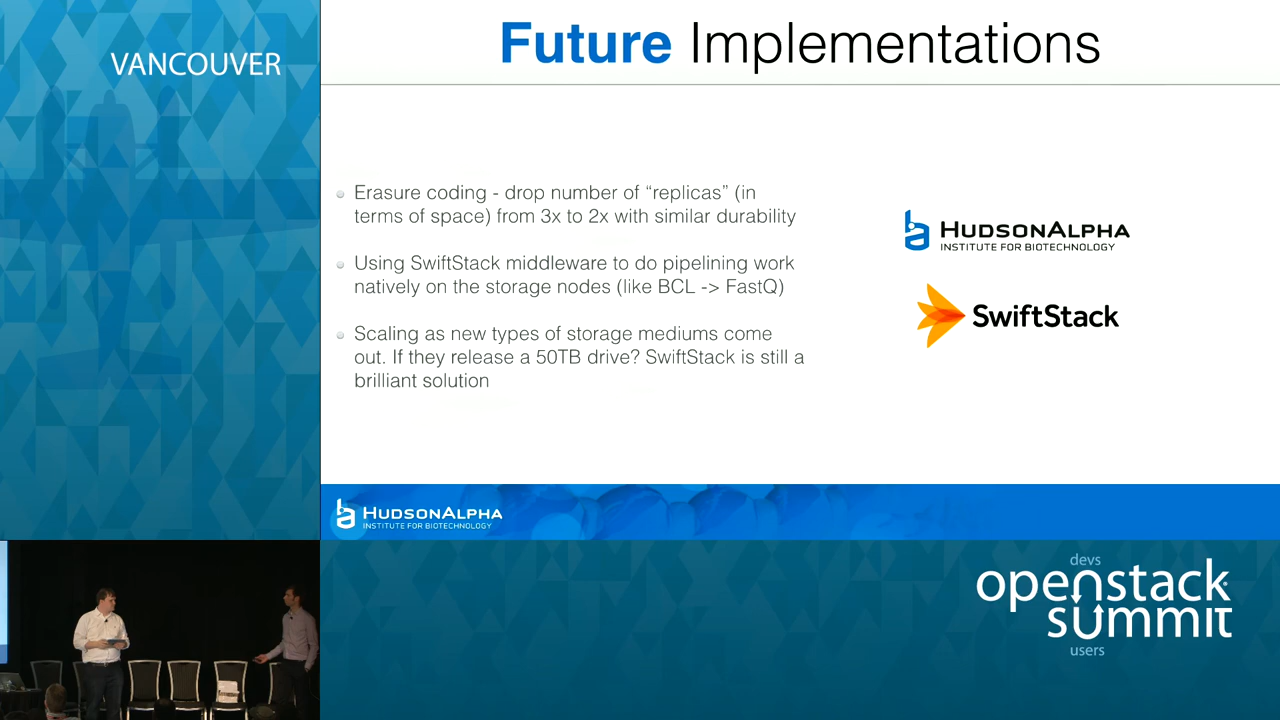 VANCOUVER
Future Implementations
Erasure coding - drop number of “replicas” (in
terms of space) from 3x to 2x with similar durability
Using SwiftStack middleware to do pipelining work
natively on the storage nodes (like BCL -> FastQ)
Scaling as new types of storage mediums come
out. If they release a 50TB drive? SwiftStack is still a
brilliant solution
HUDSONALPHA
INSTITUTE FOR BIOTECHNOLOGY
SwiftStack
HUDSONALPHA
INSTITUTE FOR BIOTECHNOLOGY
devs
openstack
summit
users